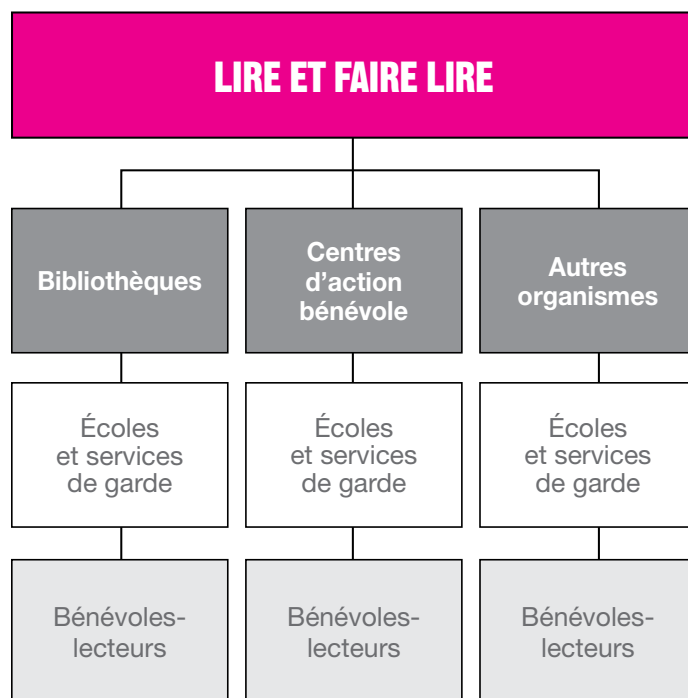 LIRE ET FAIRE LIRE
Bibliothèques
Centres
d’action
bénévole
Autres
organismes
Écoles
et services
de garde
Écoles
et services
de garde
Écoles
et services
de garde
Bénévoles-
lecteurs
Bénévoles-
lecteurs
Bénévoles-
lecteurs